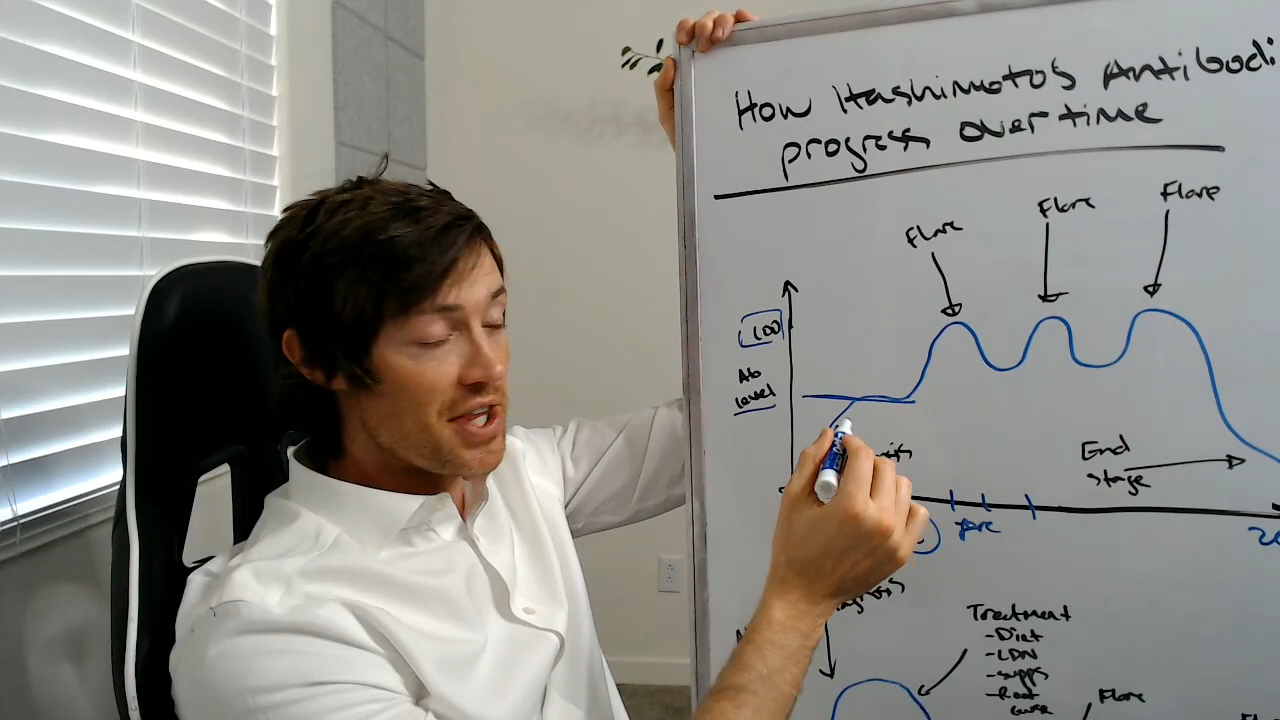 How Hashimoto's Antibodi
progress over time
Flare
Flare
Flare
100
Ab
level
End
stage
Treatment
-Diet
-LDN
-supps
-Root
Flare